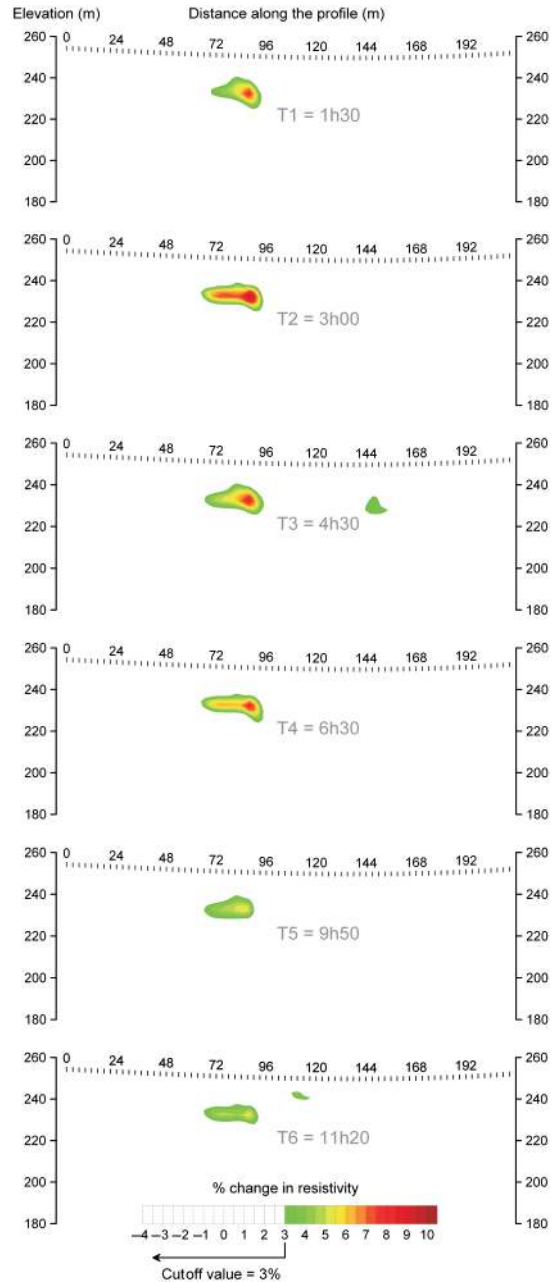 Elevation (m) Distance along the profile (m)
260 0 24 48 72 96 120 144 168 192 260
240 240
220 T1 = 1h30 220
200 200
180 180
260 0 24 48 72 96 120 144 168 192 260
240 240
220 T2 = 3h00 220
200 200
180 180
260 0 24 48 72 96 120 144 168 192 260
240 240
220 T3 = 4h30 220
200 200
180 180
260 0 24 48 72 96 120 144 168 192 260
240 240
220 T4 = 6h30 220
200 200
180 180
260 0 24 48 72 96 120 144 168 192 260
240 240
220 T5 = 9h50 220
200 200
180 180
260 0 24 48 72 96 120 144 168 192 260
240 240
220 T6 = 11h20 220
200 200
% change in resistivity
180 180
–4 –3 –2 –1 0 1 2 3 4 5 6 7 8 9 10
Cutoff value = 3%